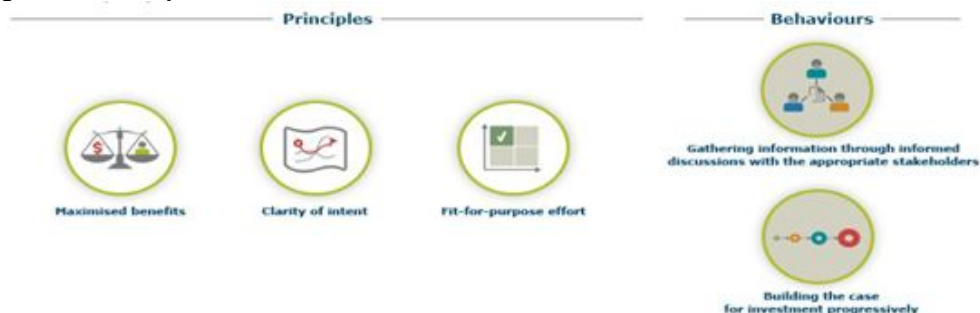 Principles
Behaviours
Maximised benefits
Clarity of intent
Fit-for-purpose effort
$
Gathering information through informed
discussions with the appropriate stakeholders
Building the case
for investment progressively